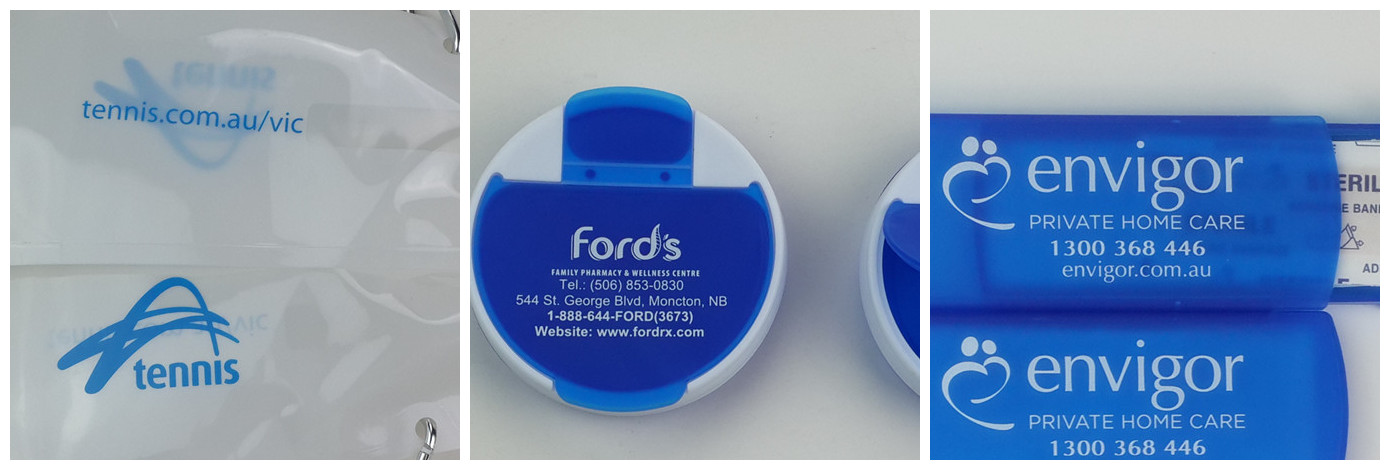 tennis
tennis.com.au/vic
tennis
Ford's
FAMILY PHARMACY & WELLNESS CENTRE
Tel.: (506) 853-0830
544 St. George Blvd, Moncton, NB
1-888-644-FORD(3673)
Website: www.fordrx.com
envigor
PRIVATE HOME CARE
1300 368 446
envigor.com.au
envigor
PRIVATE HOME CARE
1300 368 446